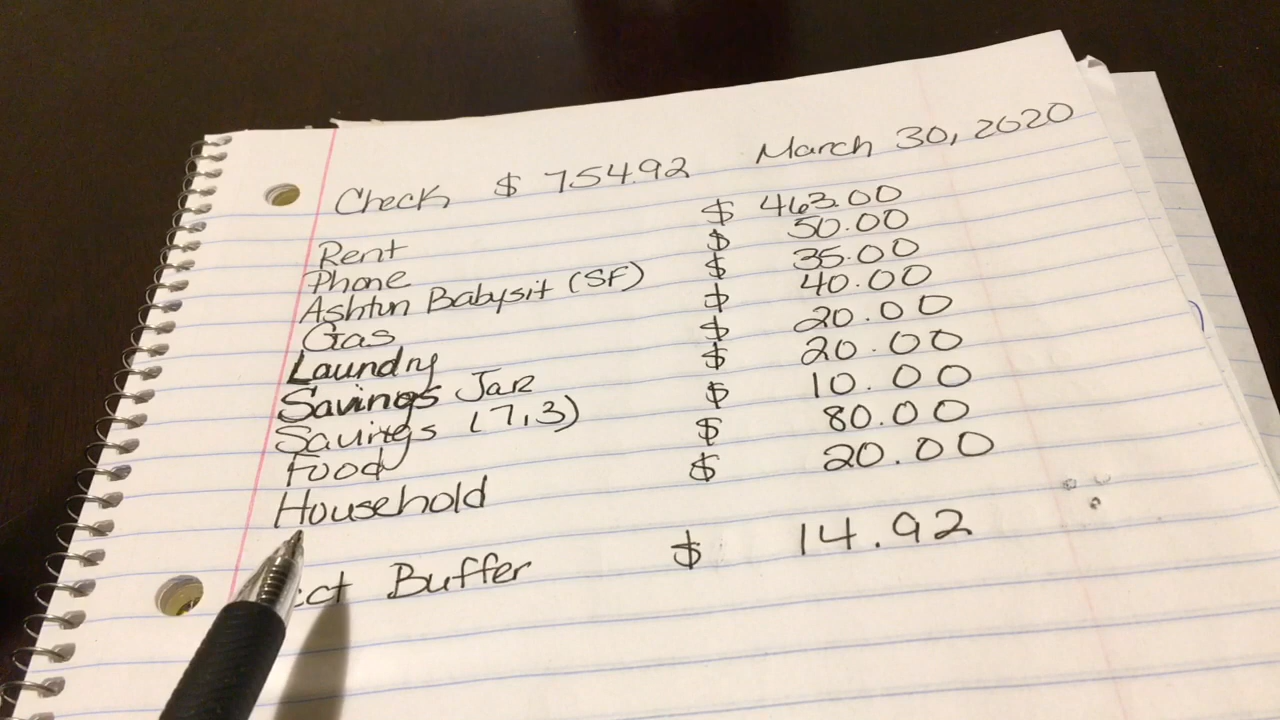 Check $ 754.92 March 30, 2020
Rent $ 463.00
Phone $ 50.00
Ashtun Babysit (SF) $ 35.00
Gas $ 40.00
Laundry $ 20.00
Savings Jar $ 20.00
Savings (7,3) $ 10.00
Food $ 80.00
Household $ 20.00
ct Buffer $ 14.92